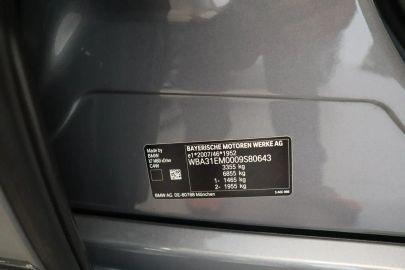 Made by
BMW
C4W
BAYERISCHE MOTOREN WERKE AG
e1*2007/46*1952
WBA31EM0009S80643
3355 kg
6855 kg
1- 1465 kg
2- 1955 kg
BMW AG DE-80788 München